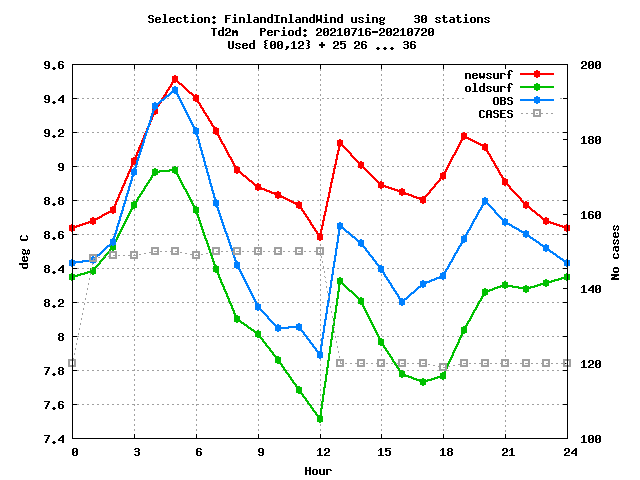 Selection: FinlandInlandWind using    30 stations
Td2m   Period: 20210716-20210720
Used {00,12} + 25 26 ... 36
9.6
9.4
9.2
9
8.8
8.6
8.4
8.2
8
7.8
7.6
7.4
deg C
newsurf
oldsurf
OBS
CASES
200
180
160
140
120
100
No cases
0 3 6 9 12 15 18 21 24
Hour